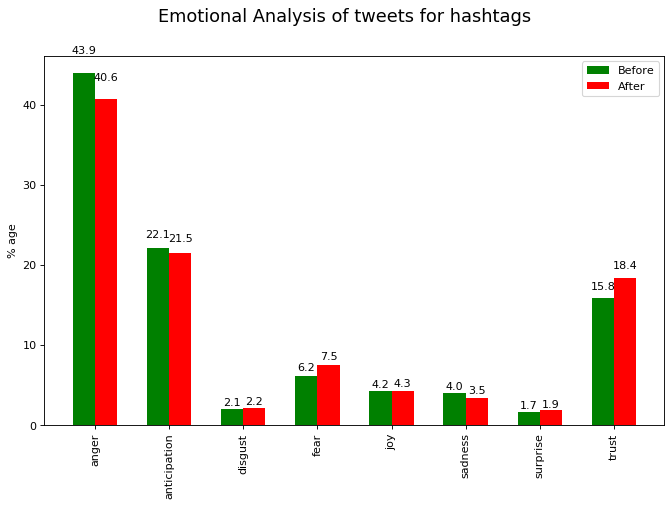 Emotional Analysis of tweets for hashtags
Before
After
% age
40
30
20
10
0
43.9
40.6
22.1
21.5
2.1
2.2
6.2
7.5
4.2
4.3
4.0
3.5
1.7
1.9
15.8
18.4
anger
anticipation
disgust
fear
joy
sadness
surprise
trust